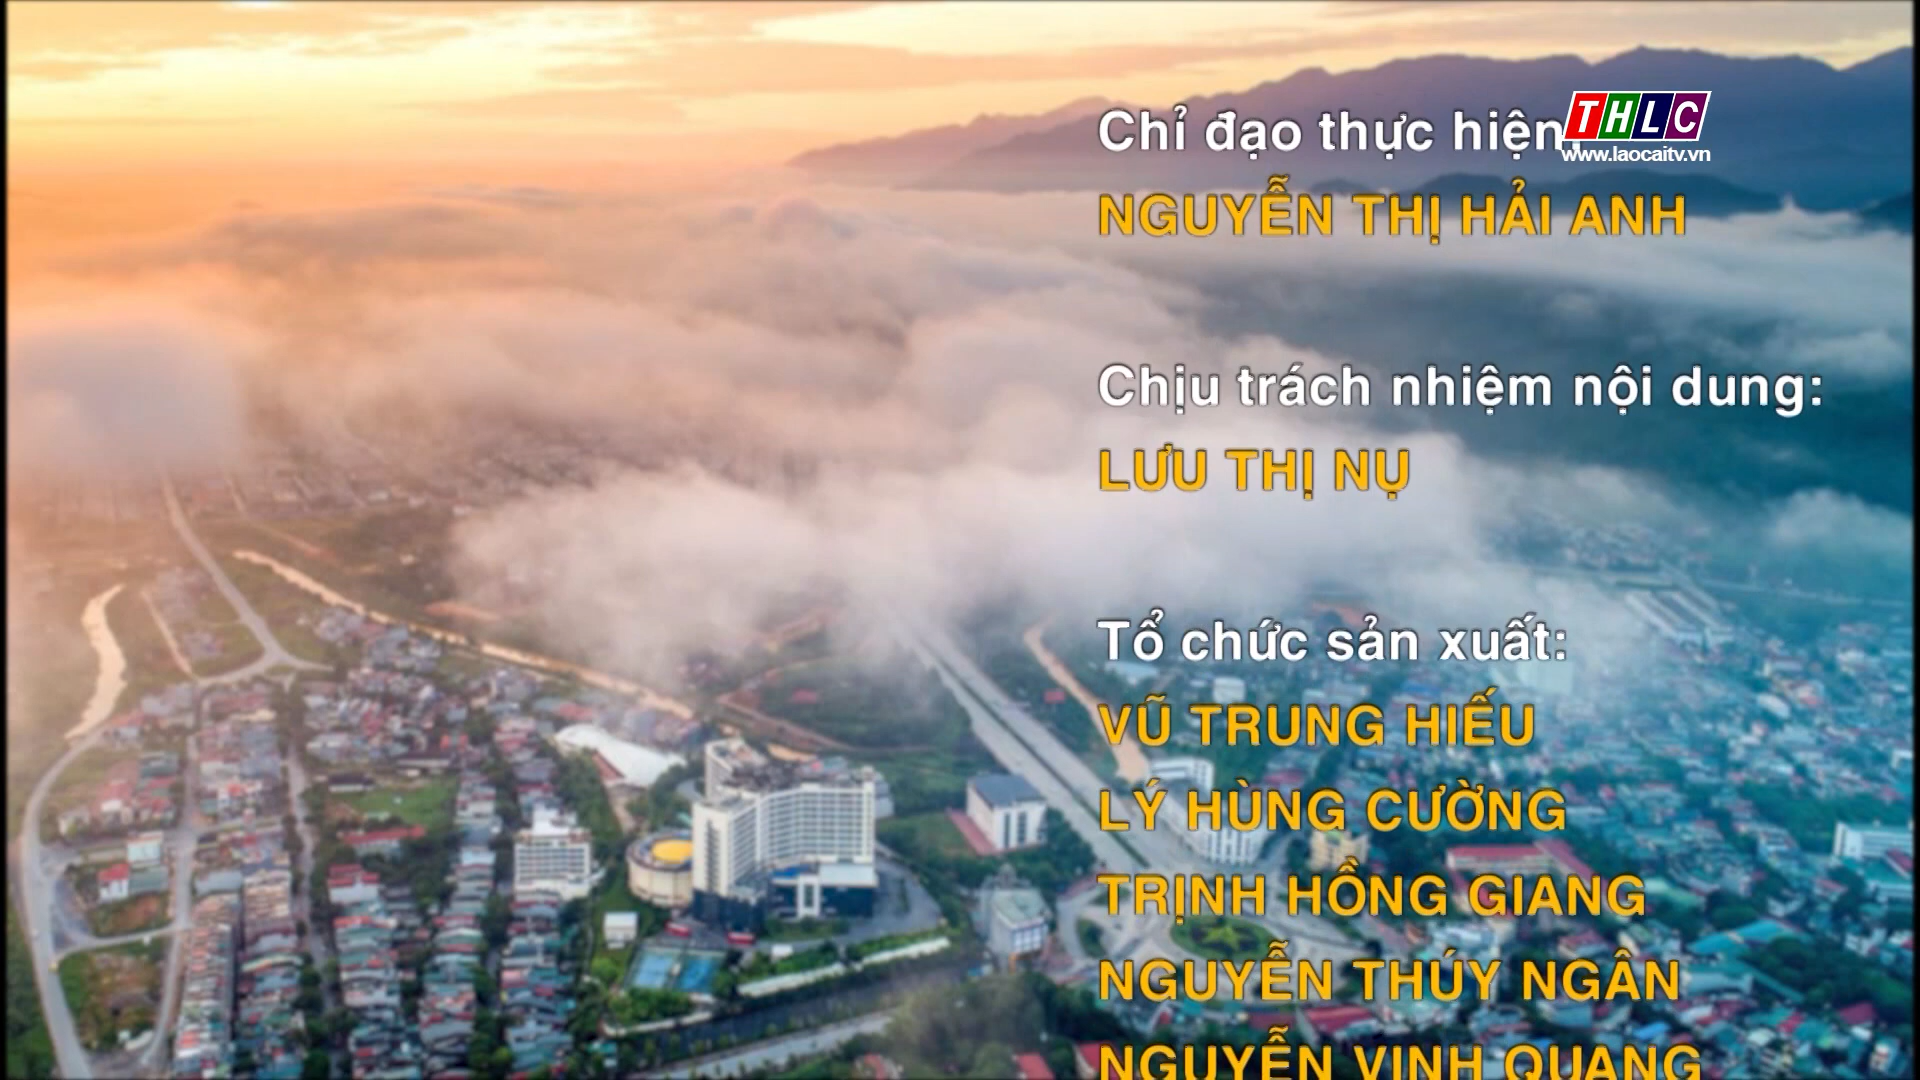 Chỉ đạo thực hiện:
THLC
www.laocaitv.vn
NGUYỄN THỊ HẢI ANH
Chịu trách nhiệm nội dung:
LƯU THỊ NỤ
Tổ chức sản xuất:
VŨ TRUNG HIẾU
LÝ HÙNG CƯỜNG
TRỊNH HỒNG GIANG
NGUYỄN THÚY NGÂN
NGUYỄN VINH QUANG